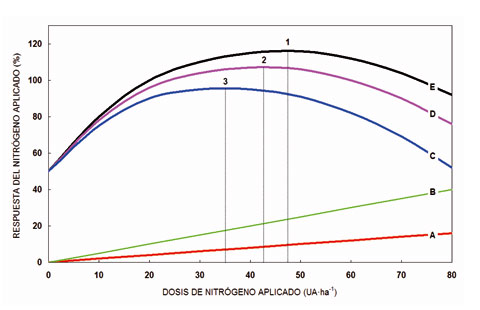 RESPUESTA DEL NITRÓGENO APLICADO (%)
120
100
80
60
40
20
0
1
2
3
E
D
C
B
A
0 10 20 30 40 50 60 70 80
DOSIS DE NITRÓGENO APLICADO (UA·ha⁻¹)